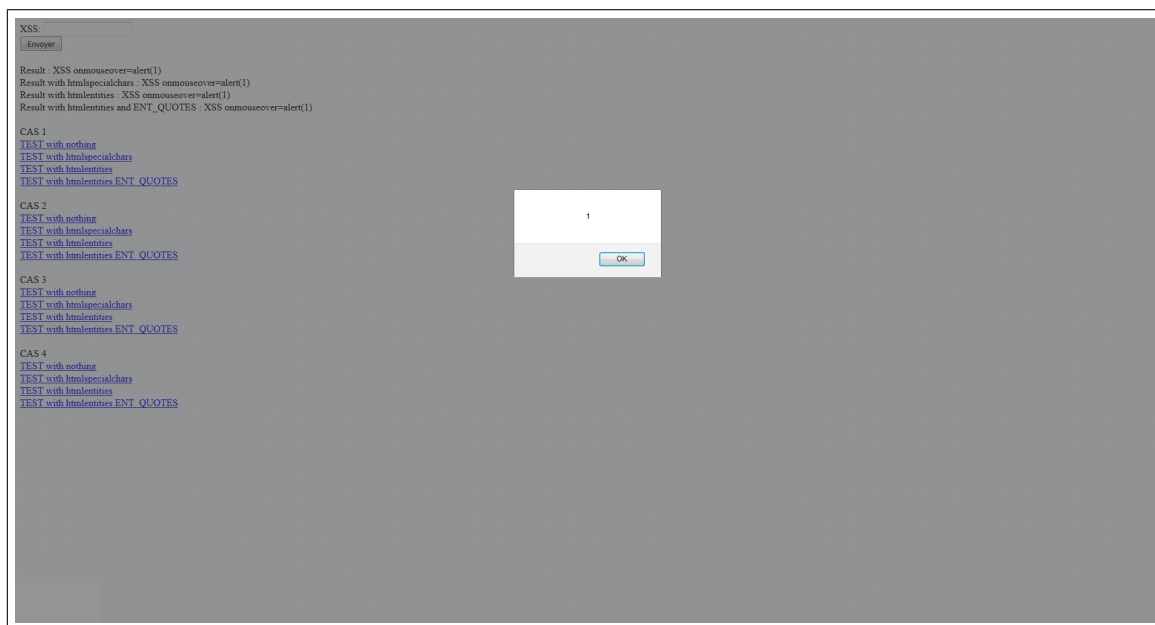 XSS:
Envoyer
Result : XSS onmouseover=alert(1)
Result with htmlspecialchars : XSS onmouseover=alert(1)
Result with htmlentities : XSS onmouseover=alert(1)
Result with htmlentities and ENT_QUOTES : XSS onmouseover=alert(1)
CAS 1
TEST with nothing
TEST with htmlspecialchars
TEST with htmlentities
TEST with htmlentities ENT_QUOTES
CAS 2
TEST with nothing
TEST with htmlspecialchars
TEST with htmlentities
TEST with htmlentities ENT_QUOTES
CAS 3
TEST with nothing
TEST with htmlspecialchars
TEST with htmlentities
TEST with htmlentities ENT_QUOTES
CAS 4
TEST with nothing
TEST with htmlspecialchars
TEST with htmlentities
TEST with htmlentities ENT_QUOTES
1
OK